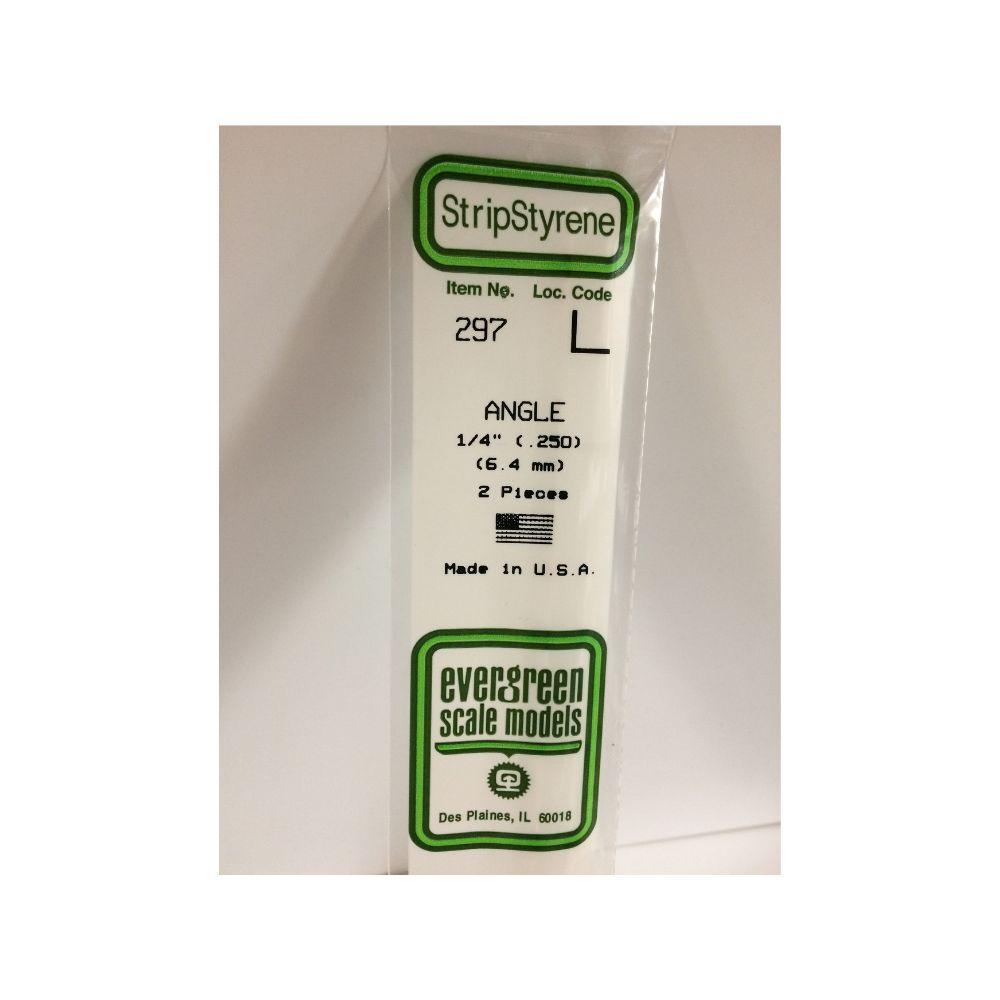 StripStyrene
Item No. Loc. Code
297 L
ANGLE
1/4" (.250)
(6.4 mm)
2 Pieces
Made in U.S.A.
evergreen
scale models
Des Plaines, IL 60018